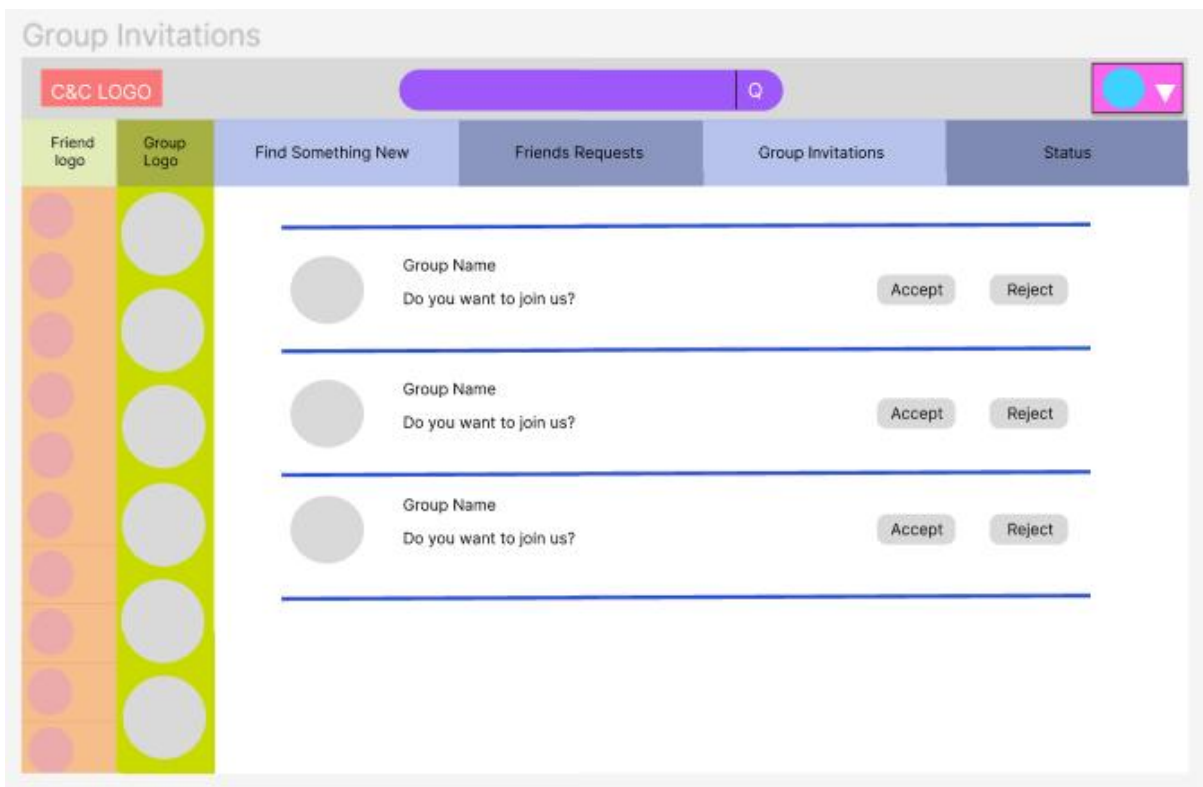 Group Invitations
C&C LOGO
Q
Friend
logo
Group
Logo
Find Something New
Friends Requests
Group Invitations
Status
Group Name
Do you want to join us?
Accept
Reject
Group Name
Do you want to join us?
Accept
Reject
Group Name
Do you want to join us?
Accept
Reject